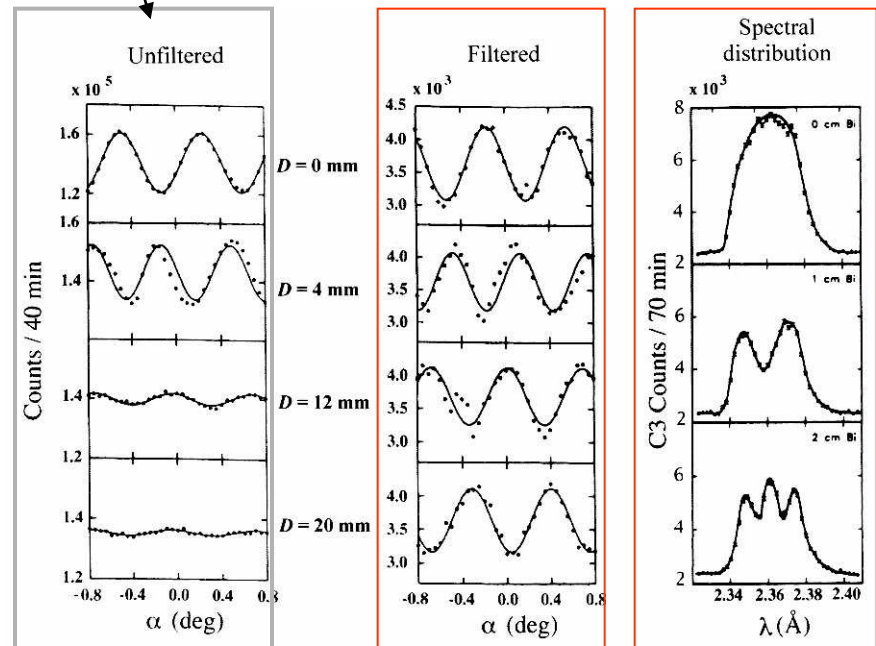 Unfiltered
x 10 5
1.6
1.2
1.6
1.4
1.4
1.2
1.4
1.2
-0.8 -0.4 0.0 0.4 0.8
α (deg)
Counts / 40 min
D = 0 mm
D = 4 mm
D = 12 mm
D = 20 mm
Filtered
x 10 3
4.5
4.0
3.5
3.0
4.0
3.5
3.0
4.0
3.5
3.0
4.0
3.5
3.0
-0.8 -0.4 0.0 0.4 0.8
α (deg)
Spectral
distribution
x 10 3
8
6
4
2
6
4
2
6
4
2
0 cm Bi
1 cm Bi
2 cm Bi
2.34 2.36 2.38 2.40
λ (Å)
C3 Counts / 70 min